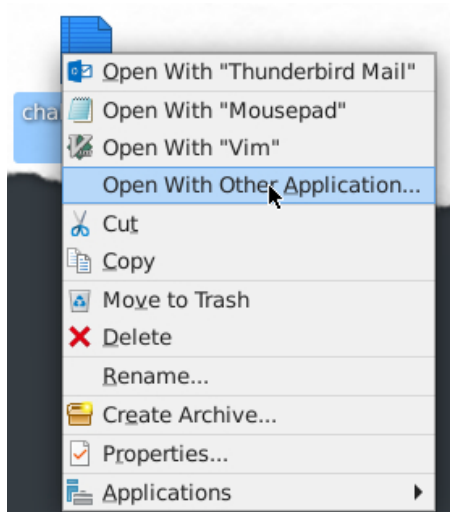 Open With "Thunderbird Mail"
cha
Open With "Mousepad"
Open With "Vim"
Open With Other Application...
Cut
Copy
Move to Trash
Delete
Rename...
Create Archive...
Properties...
Applications